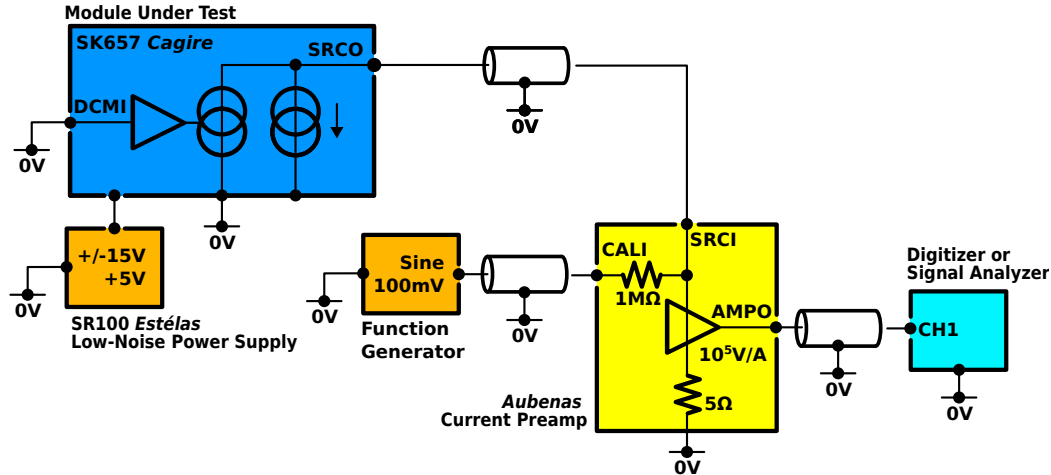 Module Under Test
SK657 Cagire
SRCO
DCMI
0V
0V
0V
0V
+/-15V
+5V
0V
SR100 Estélas
Low-Noise Power Supply
Sine
100mV
0V
Function
Generator
0V
CALI
SRCI
1MΩ
AMPO
10⁵V/A
5Ω
0V
Aubenas
Current Preamp
0V
Digitizer or
Signal Analyzer
CH1
0V